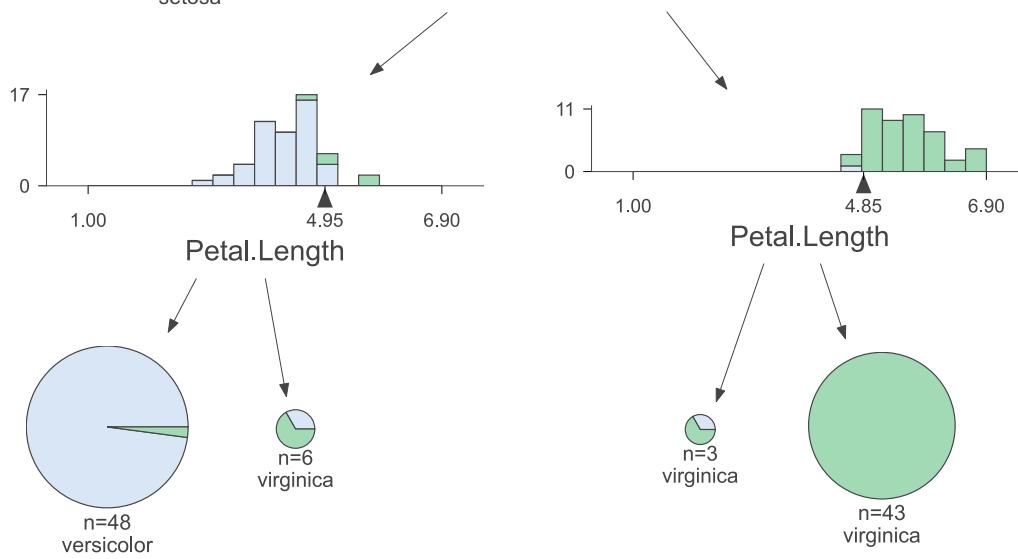 setosa
17
0
1.00
4.95
6.90
Petal.Length
11
0
1.00
4.85
6.90
Petal.Length
n=48
versicolor
n=6
virginica
n=3
virginica
n=43
virginica